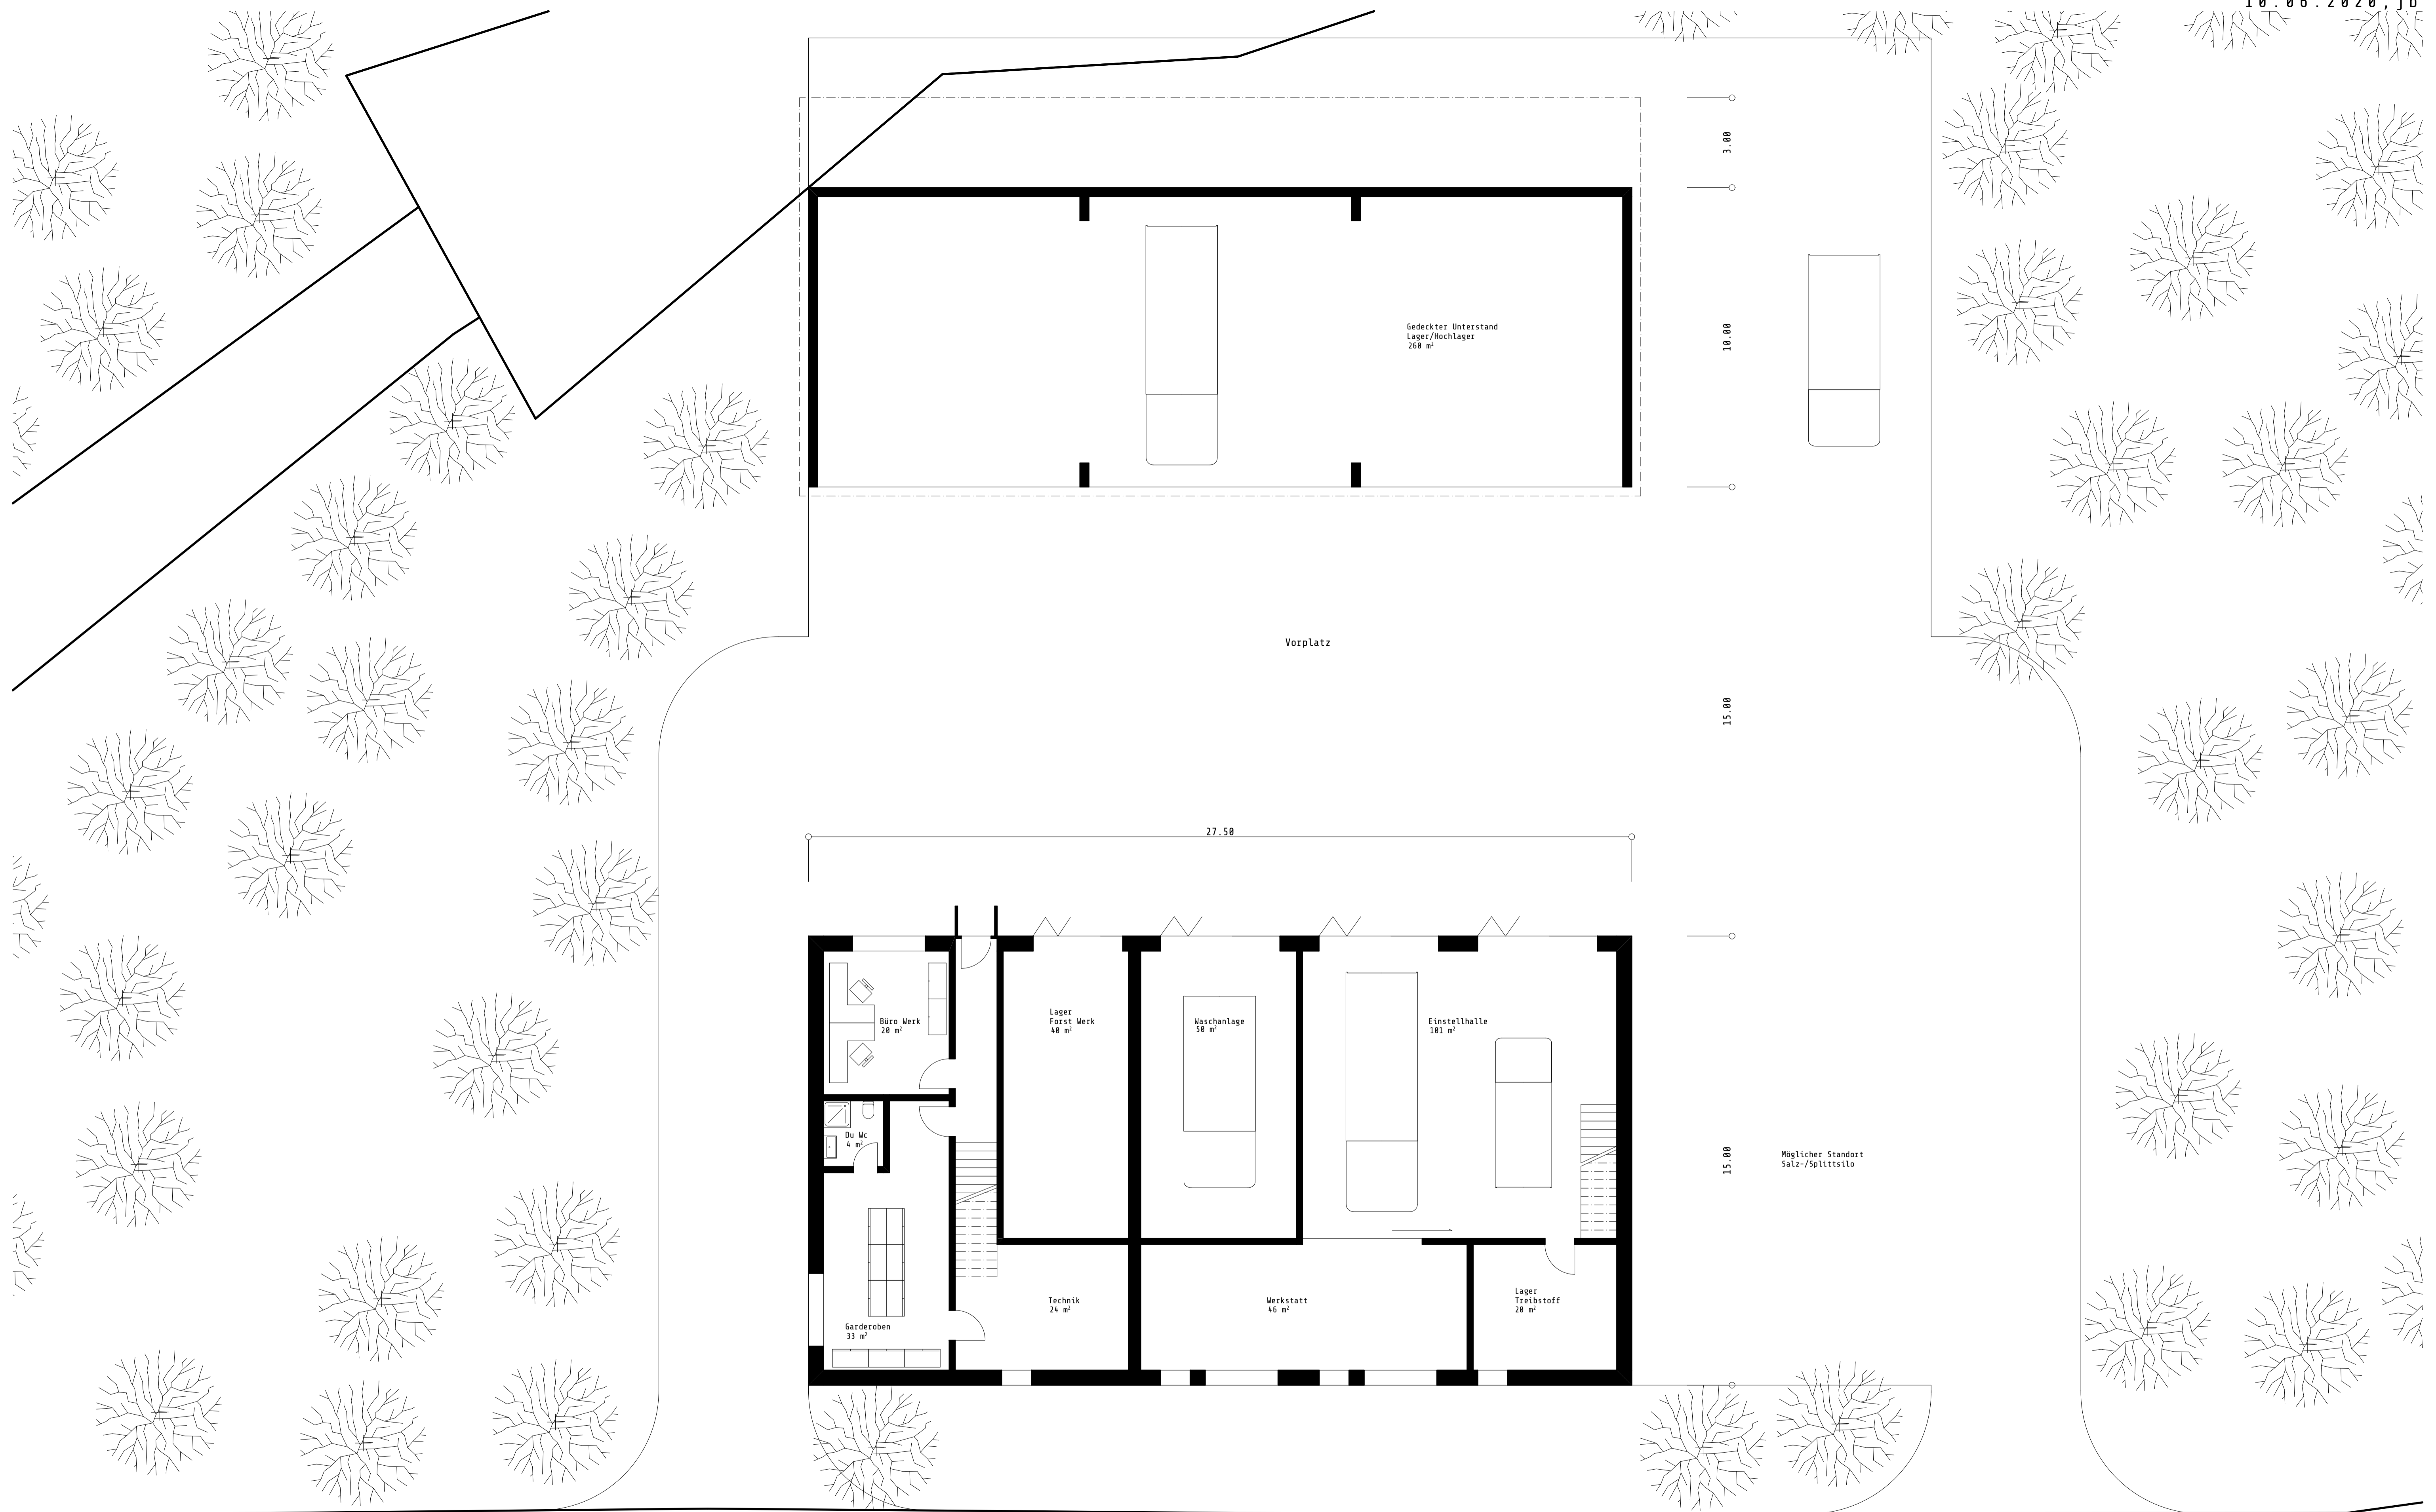 10.06.2020,jb
3.00
Gedeckter Unterstand
Lager/Hochlager
260 m²
10.00
Vorplatz
15.00
27.50
Büro Werk
20 m²
Lager
Forst Werk
40 m²
Waschanlage
50 m²
Einstellhalle
101 m²
Du Wc
4 m²
15.00
Möglicher Standort
Salz-/Splittsilo
Garderoben
33 m²
Technik
24 m²
Werkstatt
46 m²
Lager
Treibstoff
20 m²